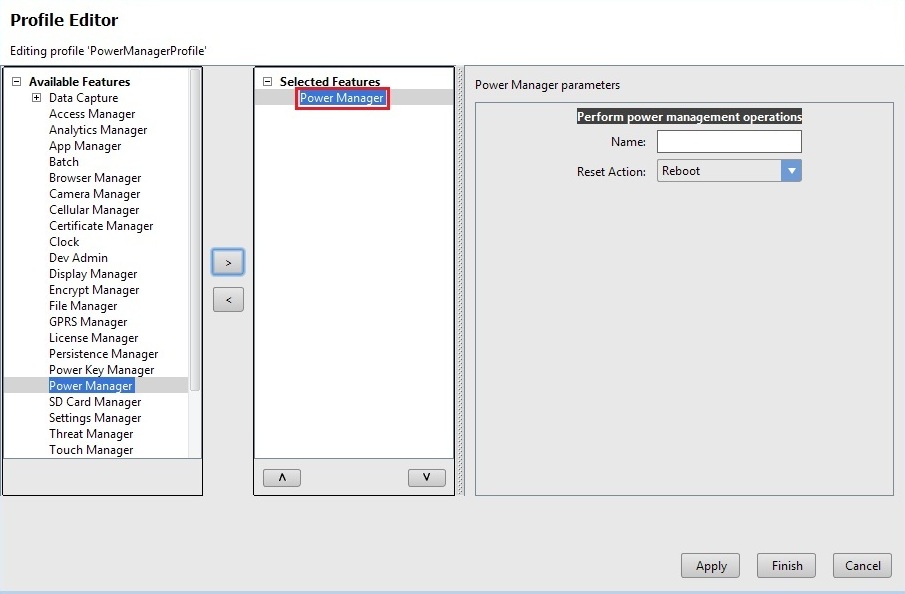 Profile Editor
Editing profile 'PowerManagerProfile'
Available Features
Data Capture
Access Manager
Analytics Manager
App Manager
Batch
Browser Manager
Camera Manager
Cellular Manager
Certificate Manager
Clock
Dev Admin
Display Manager
Encrypt Manager
File Manager
GPRS Manager
License Manager
Persistence Manager
Power Key Manager
Power Manager
SD Card Manager
Settings Manager
Threat Manager
Touch Manager
>
<
Selected Features
Power Manager
Power Manager parameters
Perform power management operations
Name:
Reset Action: Reboot
Apply Finish Cancel